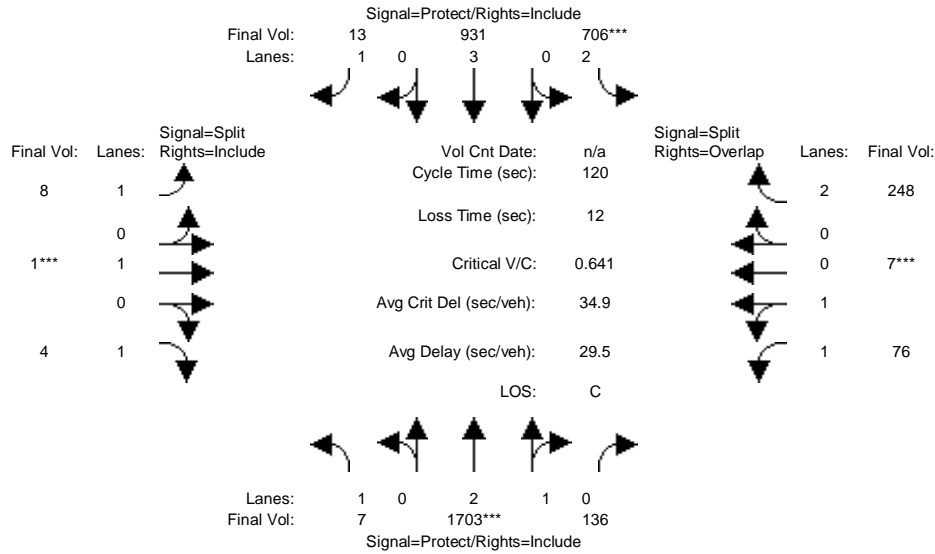 Signal=Protect/Rights=Include
Final Vol: 13 931 706***
Lanes: 1 0 3 0 2
Signal=Split
Final Vol: Lanes: Rights=Include
Vol Cnt Date: n/a
Signal=Split
Rights=Overlap Lanes: Final Vol:
Cycle Time (sec): 120
8 1
2 248
Loss Time (sec): 12
0
0
1*** 1
Critical V/C: 0.641
0 7***
0
Avg Crit Del (sec/veh): 34.9
1
4 1
Avg Delay (sec/veh): 29.5
1 76
LOS: C
Lanes: 1 0 2 1 0
Final Vol: 7 1703*** 136
Signal=Protect/Rights=Include